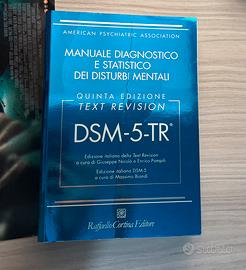 AMERICAN PSYCHIATRIC ASSOCIATION
MANUALE DIAGNOSTICO
E STATISTICO
DEI DISTURBI MENTALI
QUINTA EDIZIONE
TEXT REVISION
DSM-5-TR®
Edizione italiana della Text Revision
a cura di Giuseppe Nicolò e Enrico Pompili
Edizione italiana DSM-5
a cura di Massimo Biondi
Raffaello Cortina Editore
subito